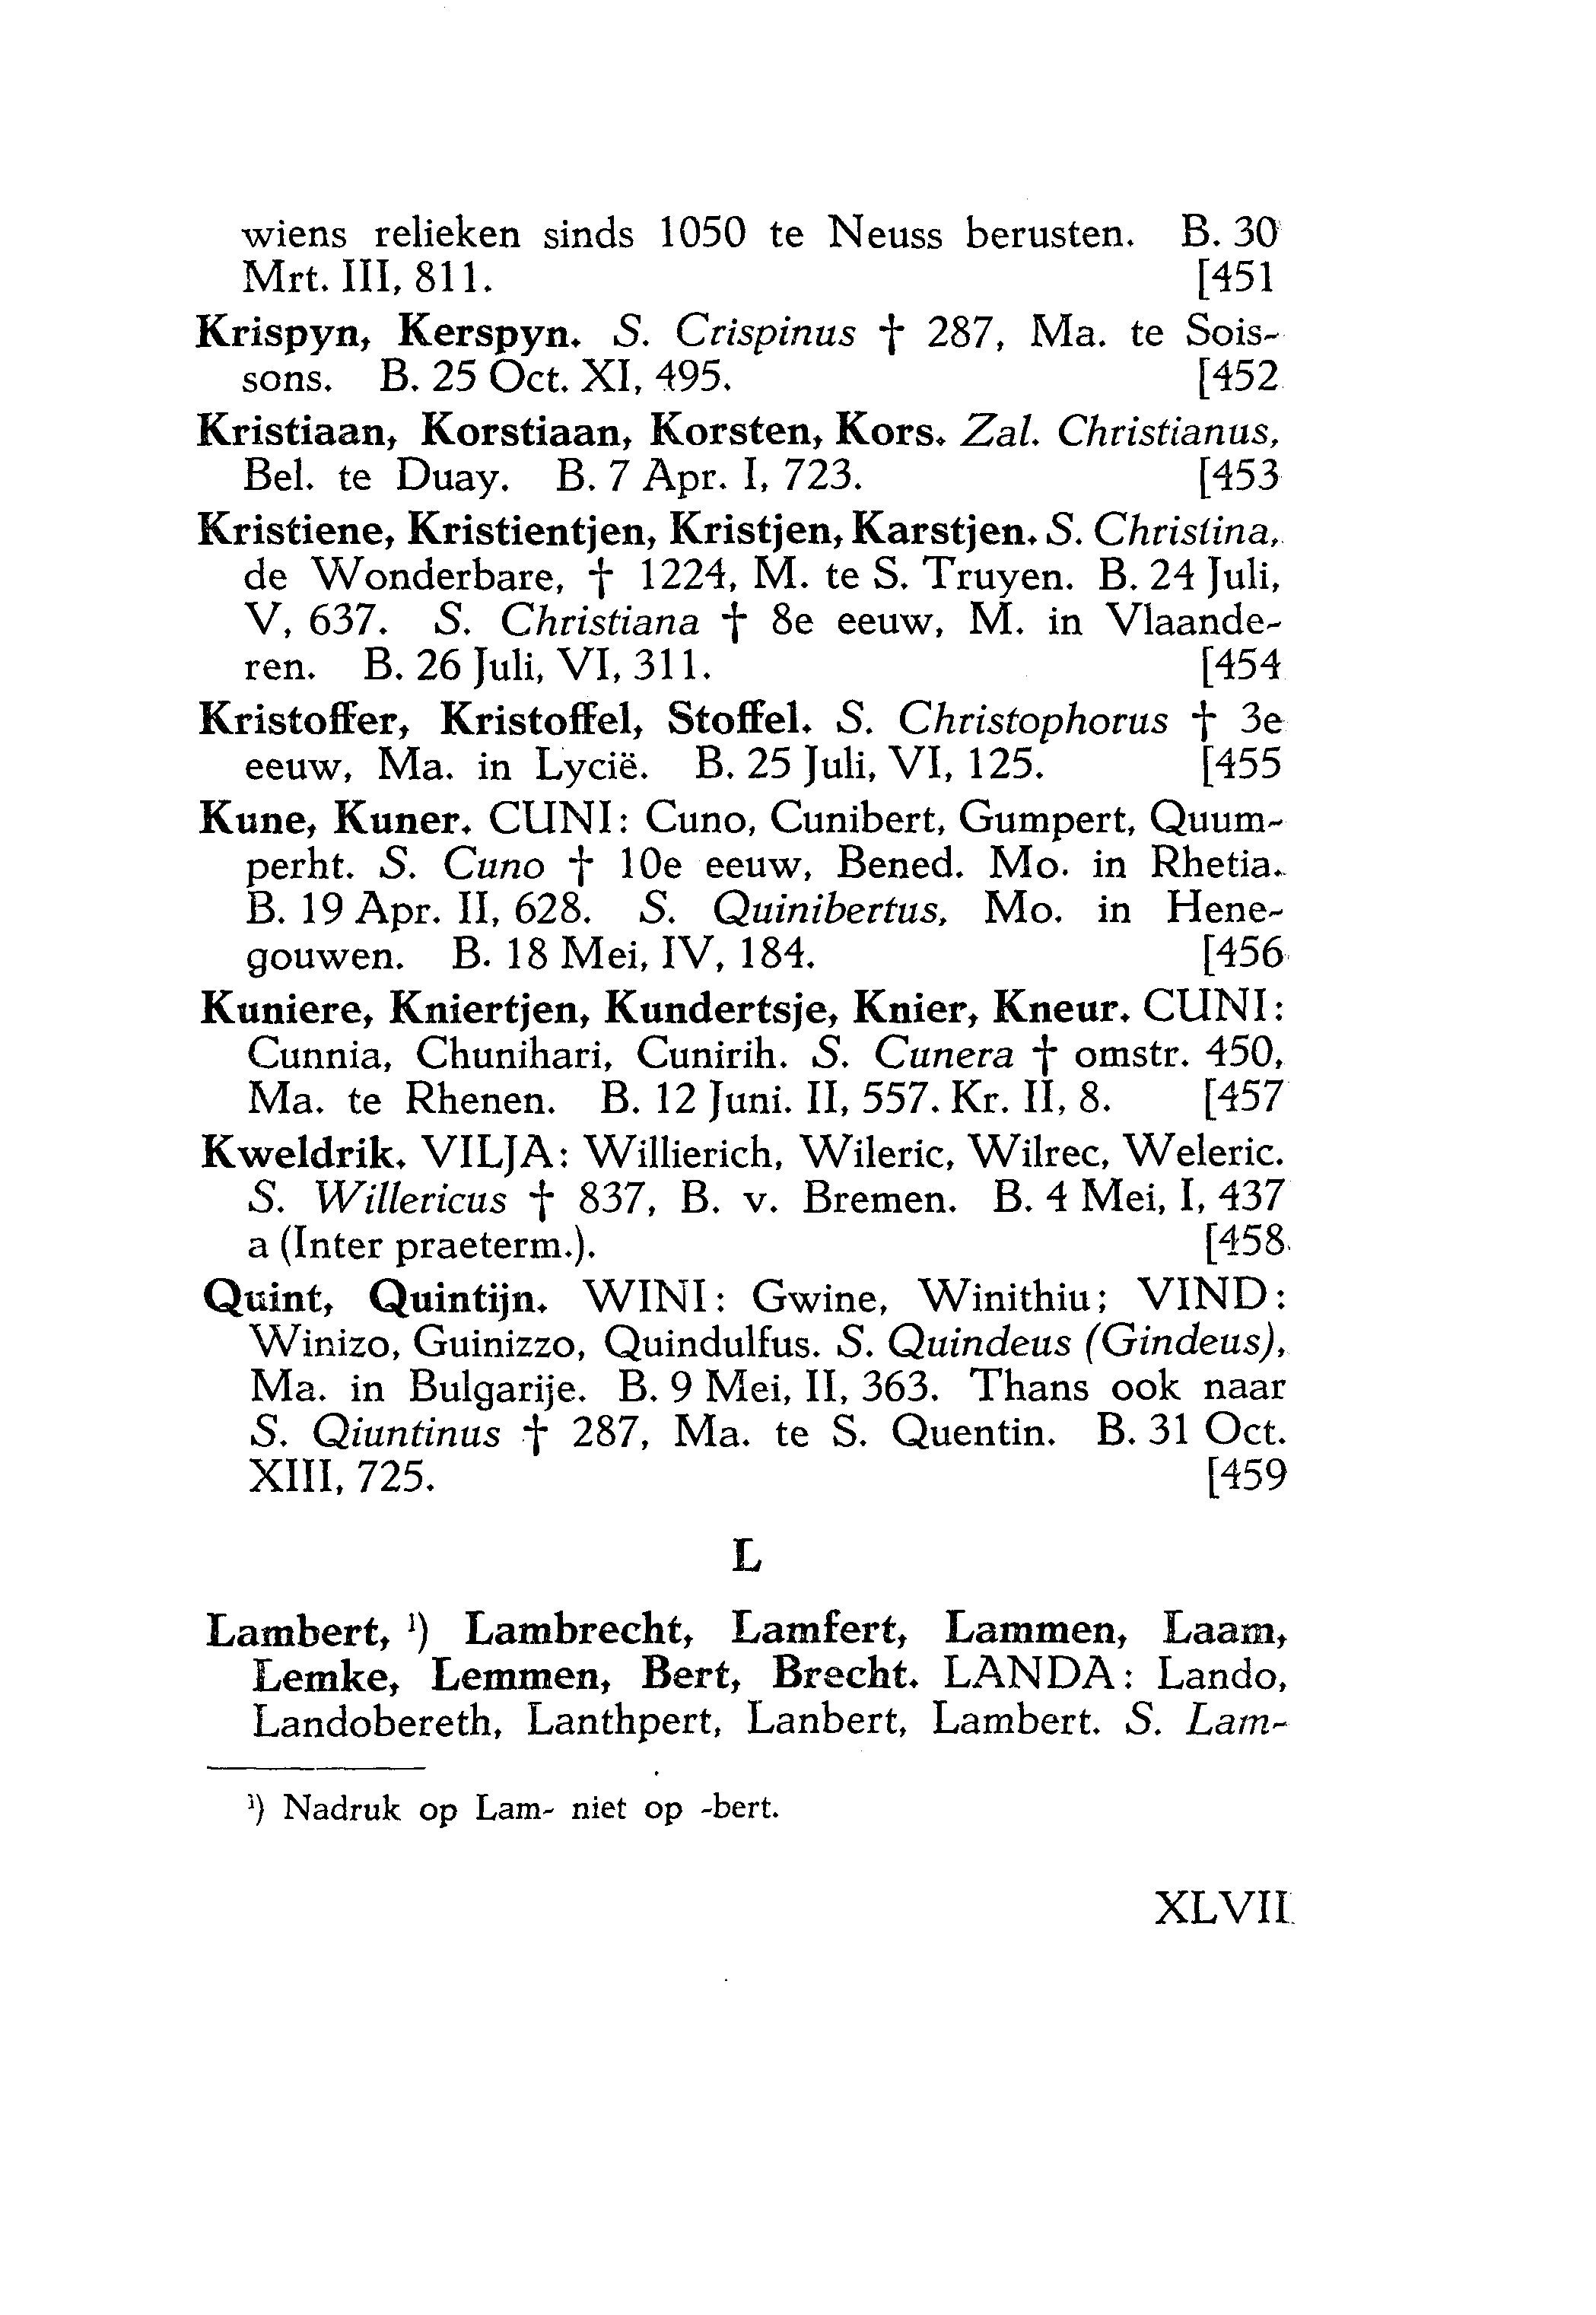 wiens relieken sinds 1050 te Neuss berusten. B. 30
Mrt. III, 811. [451
Krispyn, Kerspyn. S. Crispinus † 287, Ma. te Sois-
sons. B. 25 Oct. XI, 495. [452
Kristiaan, Korstiaan, Korsten, Kors. Zal. Christianus,
Bel. te Duay. B. 7 Apr. I, 723. [453
Kristiene, Kristientjen, Kristjen, Karstjen. S. Christina,
de Wonderbare, † 1224, M. te S. Truyen. B. 24 Juli,
V, 637. S. Christiana † 8e eeuw, M. in Vlaande-
ren. B. 26 Juli, VI, 311. [454
Kristoffer, Kristoffel, Stoffel. S. Christophorus † 3e
eeuw, Ma. in Lycië. B. 25 Juli, VI, 125. [455
Kune, Kuner. CUNI: Cuno, Cunibert, Gumpert, Quum-
perht. S. Cuno † 10e eeuw, Bened. Mo. in Rhetia.
B. 19 Apr. II, 628. S. Quinibertus, Mo. in Hene-
gouwen. B. 18 Mei, IV, 184. [456
Kuniere, Kniertjen, Kundertsje, Knier, Kneur. CUNI:
Cunnia, Chunihari, Cunirih. S. Cunera † omstr. 450,
Ma. te Rhenen. B. 12 Juni. II, 557. Kr. II, 8. [457
Kweldrik. VILJA: Willierich, Wileric, Wilrec, Weleric.
S. Willericus † 837, B. v. Bremen. B. 4 Mei, I, 437
a (Inter praeterm.). [458
Quint, Quintijn. WINI: Gwine, Winithiu; VIND:
Winizo, Guinizzo, Quindulfus. S. Quindeus (Gindeus),
Ma. in Bulgarije. B. 9 Mei, II, 363. Thans ook naar
S. Qiuntinus † 287, Ma. te S. Quentin. B. 31 Oct.
XIII, 725. [459
L
Lambert, ¹) Lambrecht, Lamfert, Lammen, Laam,
Lemke, Lemmen, Bert, Brecht. LANDA: Lando,
Landobereth, Lanthpert, Lanbert, Lambert. S. Lam-
¹) Nadruk op Lam- niet op -bert.
XLVII